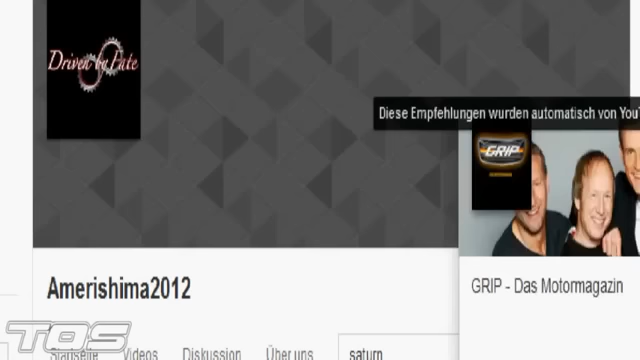 Driven by Fate
Diese Empfehlungen wurden automatisch von YouT
GRIP
GRIP - Das Motormagazin
Amerishima2012
TOS
Startseite Videos Diskussion Über uns saturn